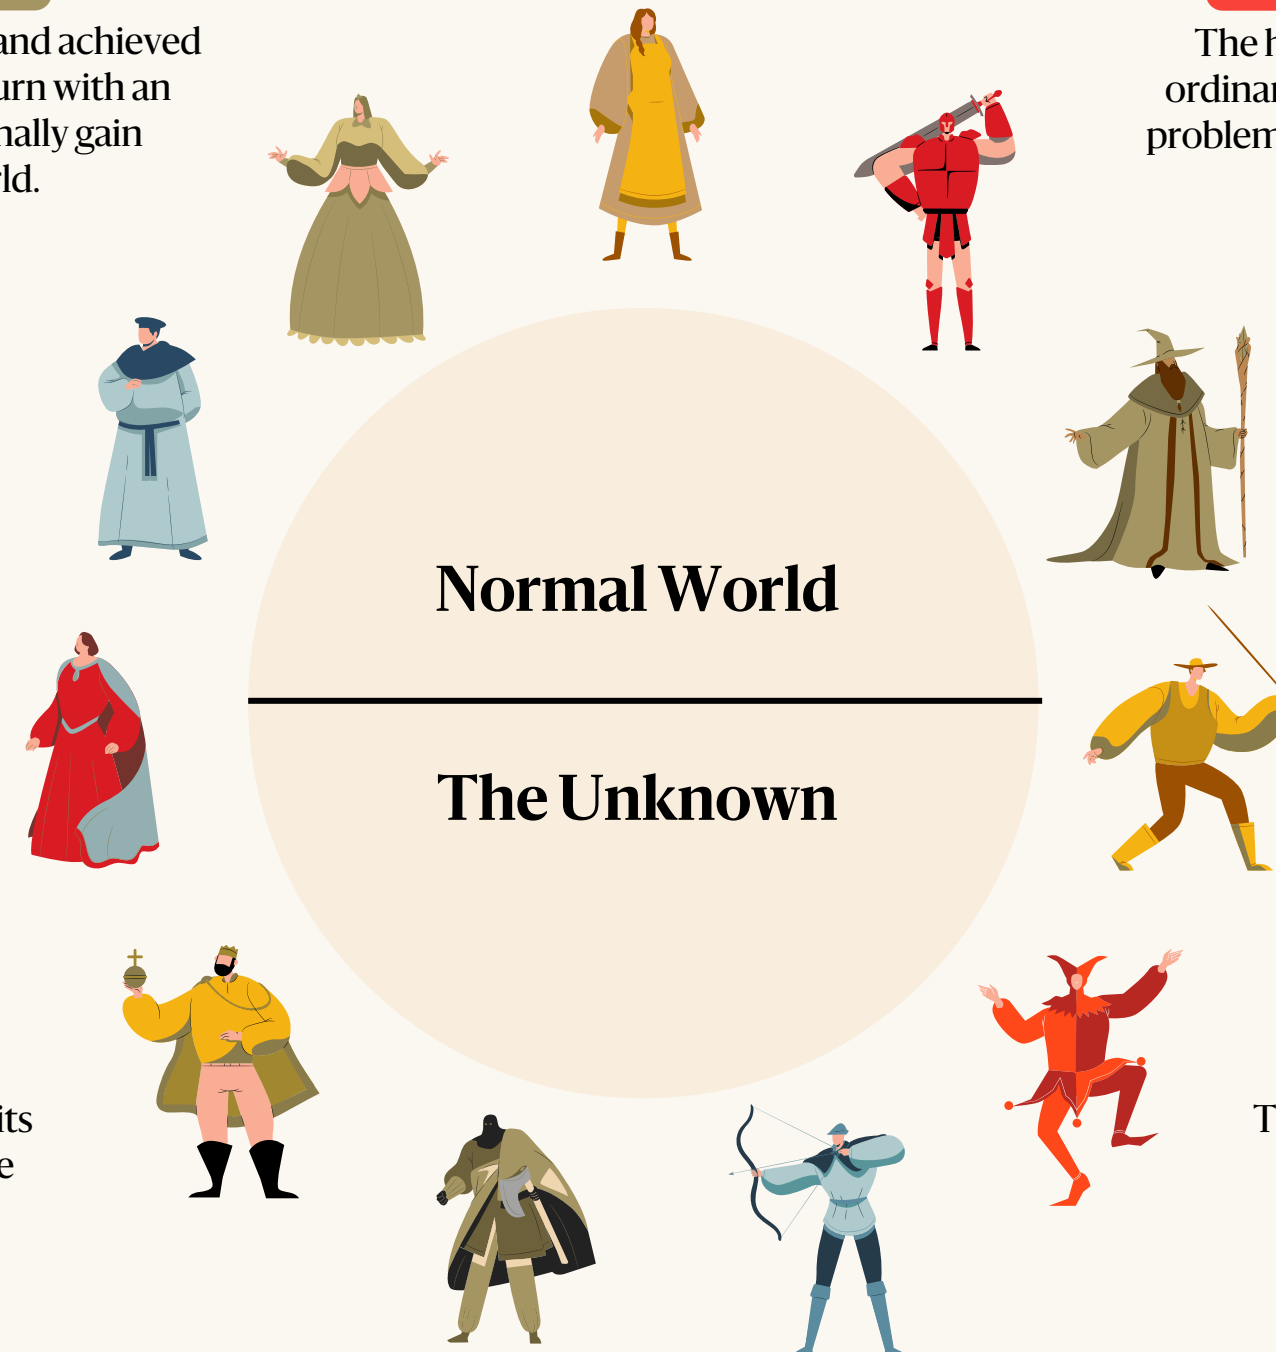 and achieved
urn with an
nally gain
ld.
The h
ordinar
problem
Normal World
The Unknown
its
e
T